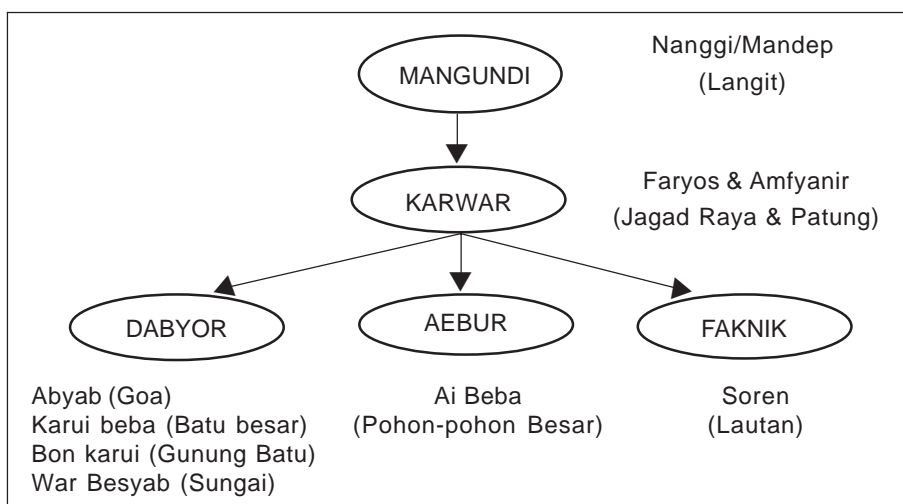 MANGUNDI
Nanggi/Mandep
(Langit)
KARWAR
Faryos & Amfyanir
(Jagad Raya & Patung)
DABYOR
AEBUR
FAKNIK
Abyab (Goa)
Karui beba (Batu besar)
Bon karui (Gunung Batu)
War Besyab (Sungai)
Ai Beba
(Pohon-pohon Besar)
Soren
(Lautan)